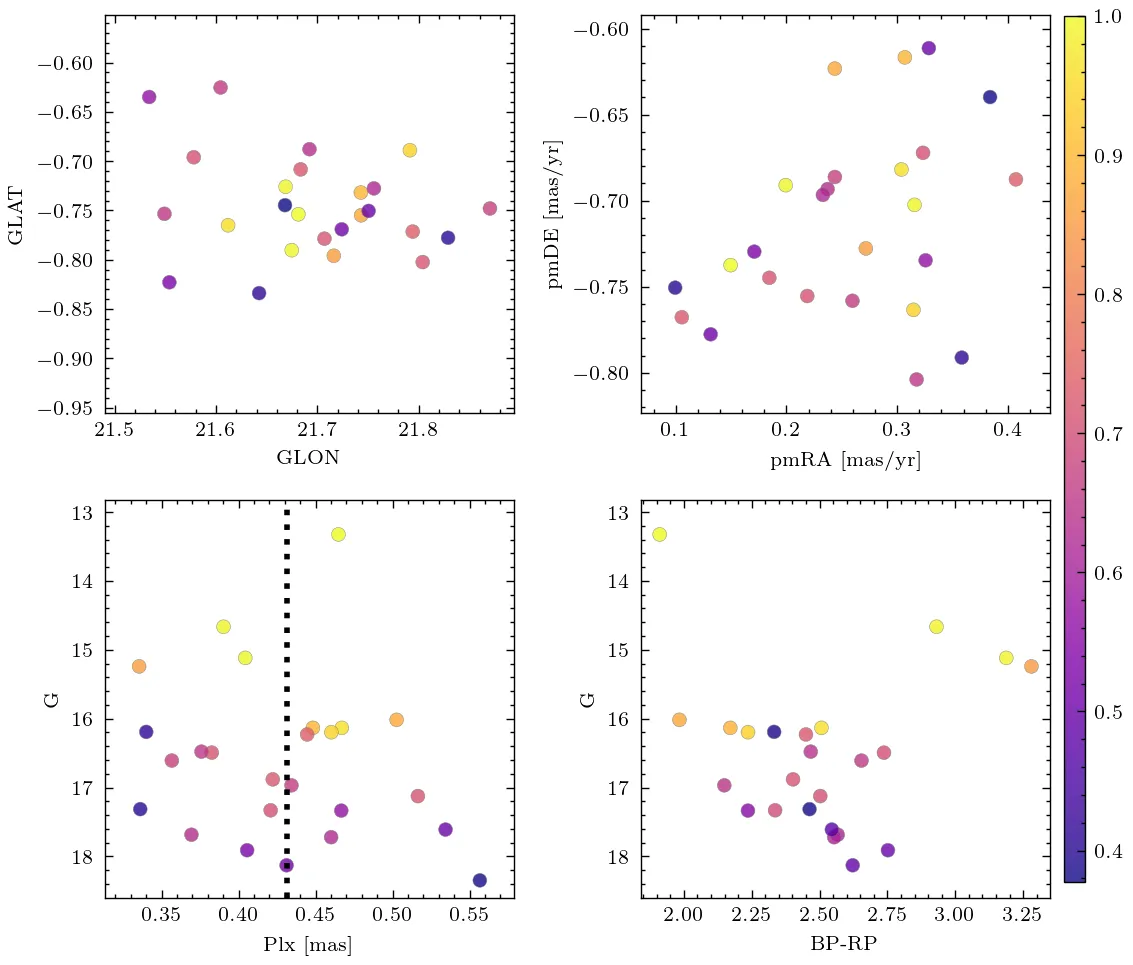 −0.60
−0.65
−0.70
−0.75
−0.80
−0.85
−0.90
−0.95
GLAT
21.5 21.6 21.7 21.8
GLON
−0.60
−0.65
−0.70
−0.75
−0.80
pmDE [mas/yr]
0.1 0.2 0.3 0.4
pmRA [mas/yr]
13
14
15
16
17
18
G
0.35 0.40 0.45 0.50 0.55
Plx [mas]
13
14
15
16
17
18
G
2.00 2.25 2.50 2.75 3.00 3.25
BP-RP
1.0
0.9
0.8
0.7
0.6
0.5
0.4